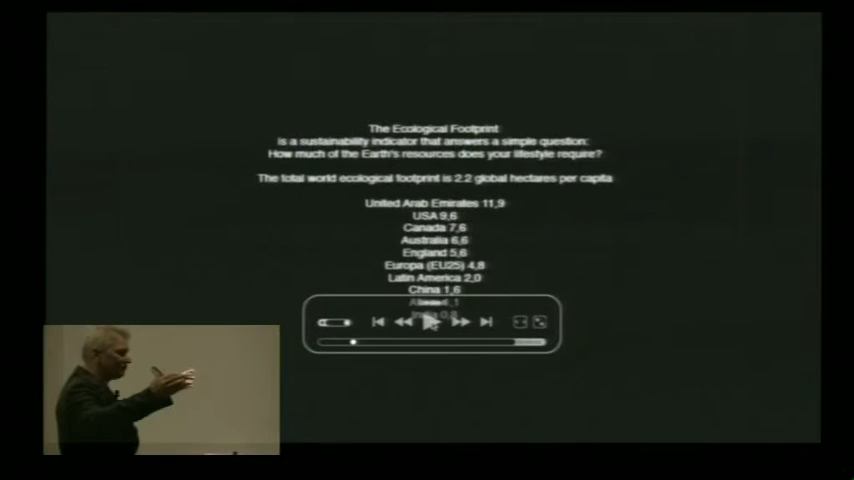 The Ecological Footprint
is a sustainability indicator that answers a simple question:
How much of the Earth's resources does your lifestyle require?
The total world ecological footprint is 2.2 global hectares per capita
United Arab Emirates 11,9
USA 9,6
Canada 7,6
Australia 6,6
England 5,6
Europa (EU25) 4,8
Latin America 2,0
China 1,6